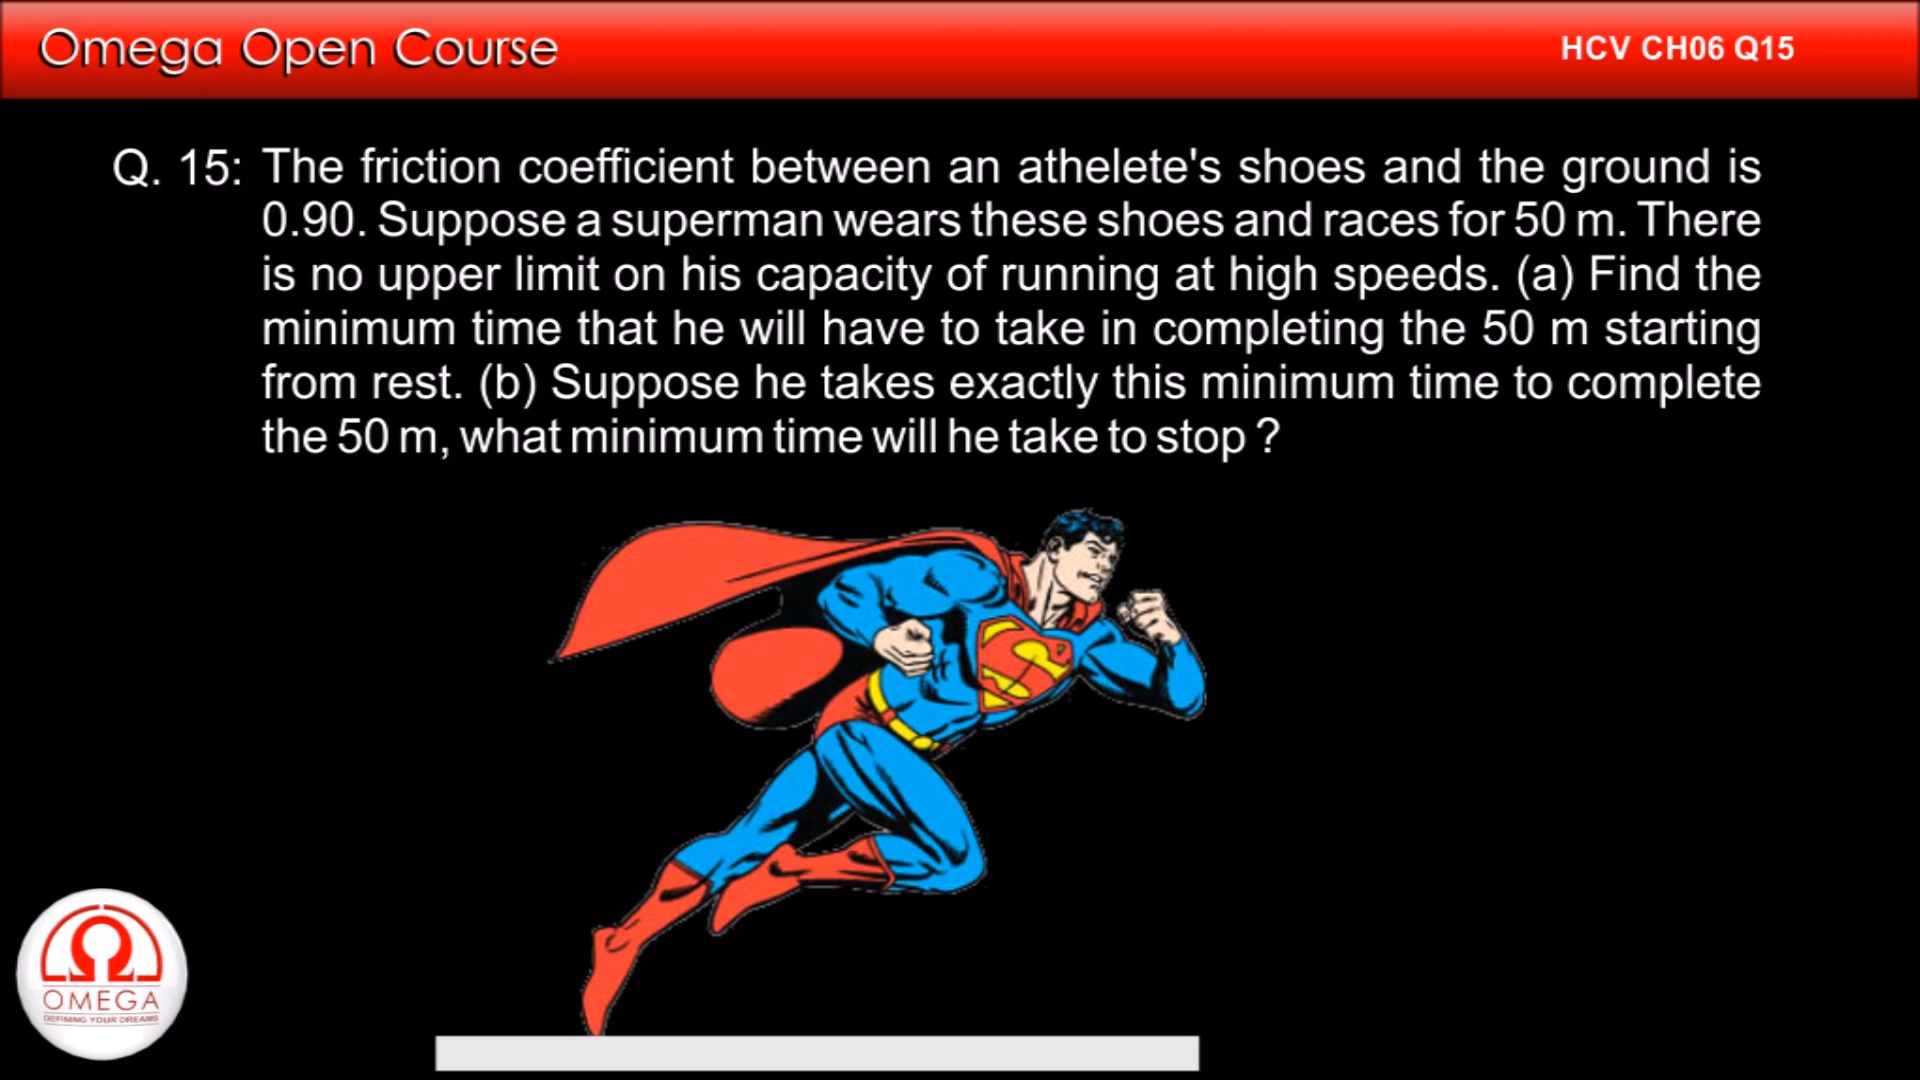 Omega Open Course
HCV CH06 Q15
Q. 15: The friction coefficient between an athelete's shoes and the ground is
0.90. Suppose a superman wears these shoes and races for 50 m. There
is no upper limit on his capacity of running at high speeds. (a) Find the
minimum time that he will have to take in completing the 50 m starting
from rest. (b) Suppose he takes exactly this minimum time to complete
the 50 m, what minimum time will he take to stop ?
S
Ω
OMEGA
DEFINING YOUR DREAMS